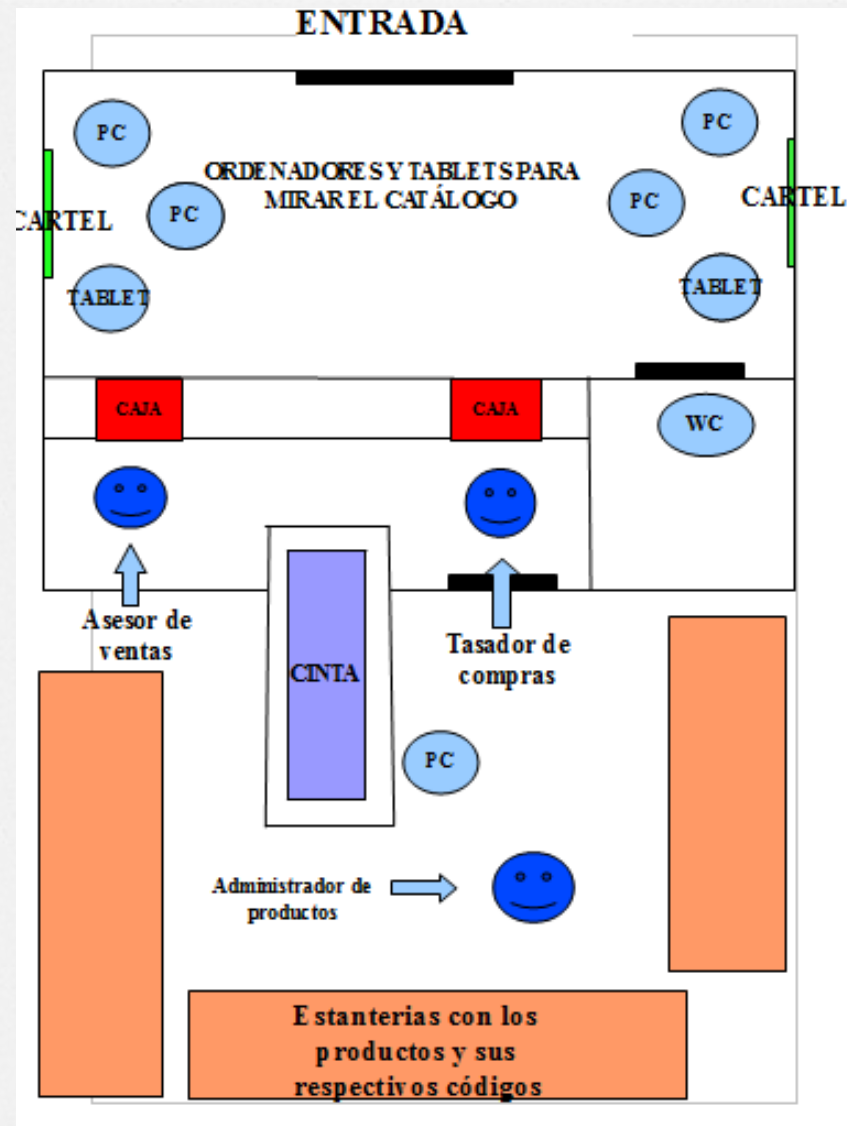 ENTRADA
PC
PC
ORDENADORES Y TABLETS PARA
MIRAR EL CATÁLOGO
PC
PC
CARTEL
CARTEL
TABLET
TABLET
CAJA
CAJA
WC
Asesor de
ventas
Tasador de
compras
CINTA
PC
Administrador de
productos
Estanterias con los
productos y sus
respectivos códigos